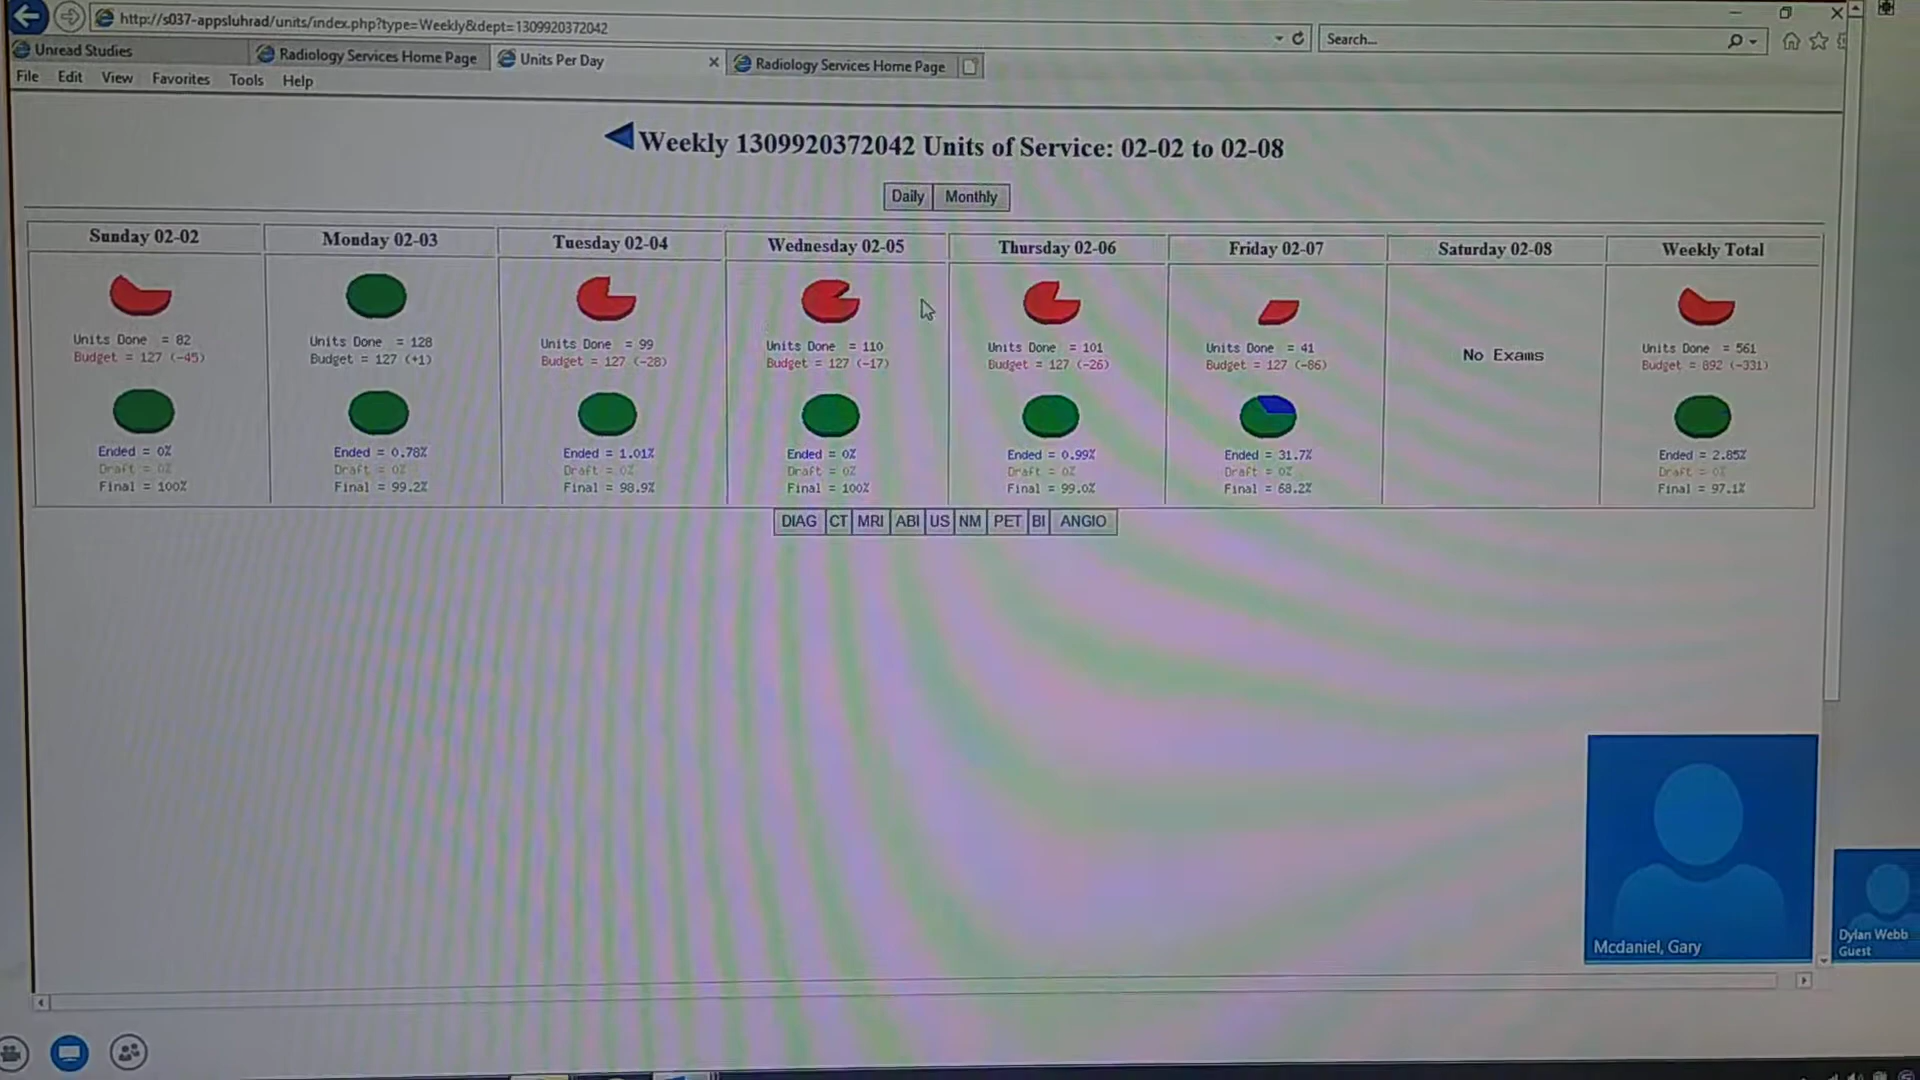 http://s037-appsluhrad/units/index.php?type=Weekly&dept=1309920372042
Search...
Unread Studies
Radiology Services Home Page
Units Per Day
Radiology Services Home Page
File Edit View Favorites Tools Help
Weekly 1309920372042 Units of Service: 02-02 to 02-08
Daily Monthly
Sunday 02-02
Units Done = 82
Budget = 127 (-45)
Ended = 0%
Draft = 0%
Final = 100%
Monday 02-03
Units Done = 128
Budget = 127 (+1)
Ended = 0.78%
Draft = 0%
Final = 99.2%
Tuesday 02-04
Units Done = 99
Budget = 127 (-28)
Ended = 1.01%
Draft = 0%
Final = 98.9%
Wednesday 02-05
Units Done = 110
Budget = 127 (-17)
Ended = 0%
Draft = 0%
Final = 100%
Thursday 02-06
Units Done = 101
Budget = 127 (-26)
Ended = 0.99%
Draft = 0%
Final = 99.0%
Friday 02-07
Units Done = 41
Budget = 127 (-86)
Ended = 31.7%
Draft = 0%
Final = 68.2%
Saturday 02-08
No Exams
Weekly Total
Units Done = 561
Budget = 892 (-331)
Ended = 2.85%
Draft = 0%
Final = 97.1%
DIAG CT MRI ABI US NM PET BI ANGIO
Mcdaniel, Gary
Dylan Webb
Guest